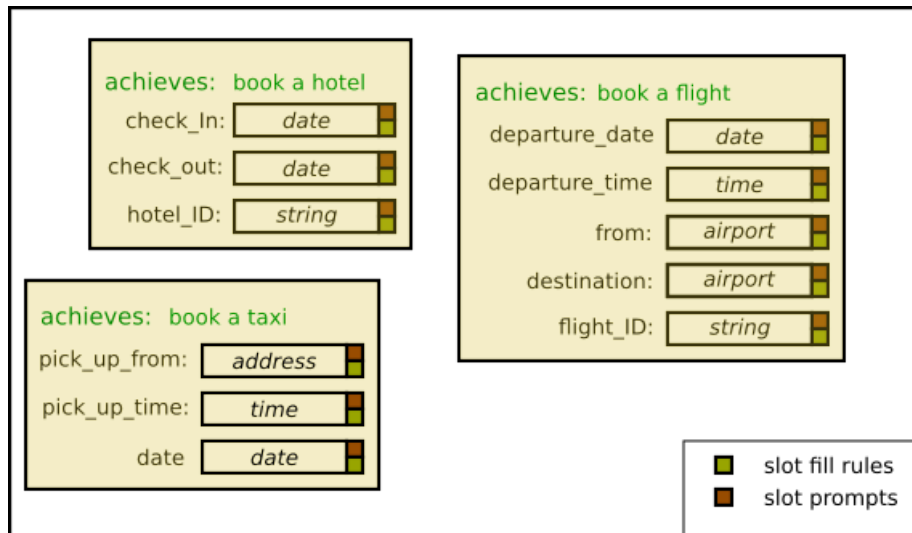 achieves: book a hotel
check_In: date
check_out: date
hotel_ID: string
achieves: book a flight
departure_date date
departure_time time
from: airport
destination: airport
flight_ID: string
achieves: book a taxi
pick_up_from: address
pick_up_time: time
date date
slot fill rules
slot prompts